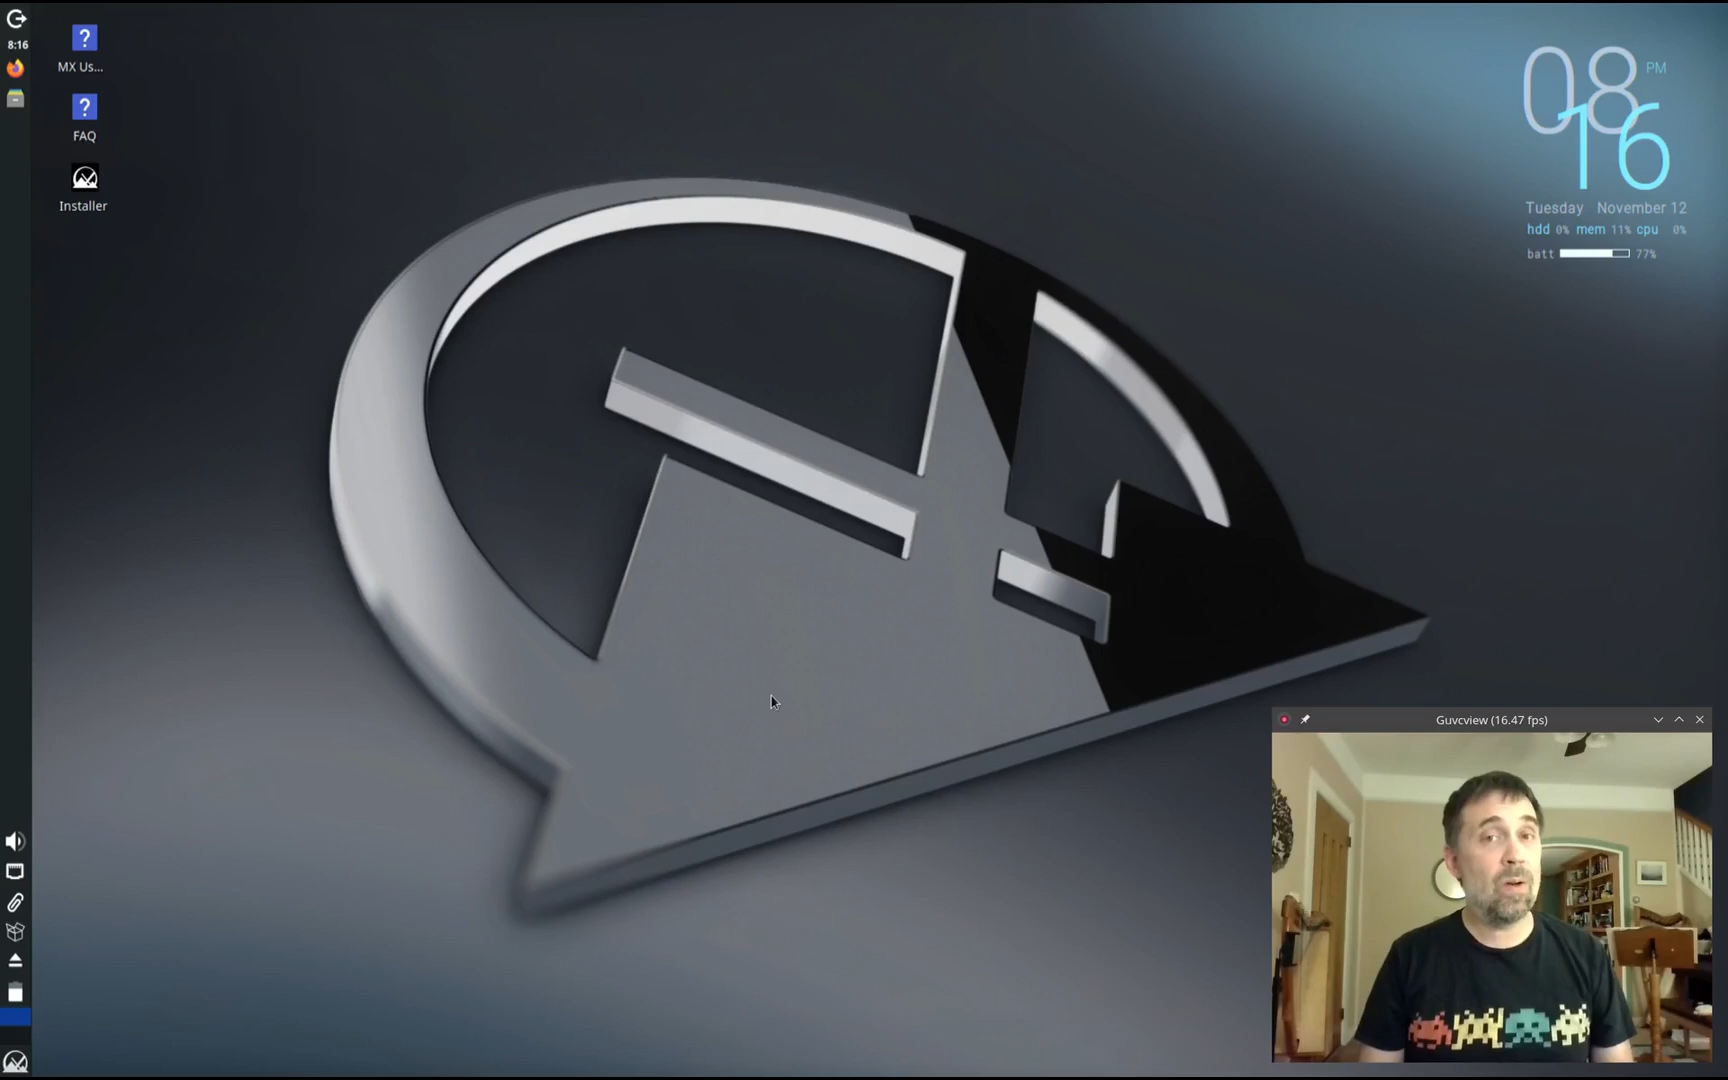 8:16
MX Us...
FAQ
Installer
08 PM
16
Tuesday November 12
hdd 0% mem 11% cpu 0%
batt 77%
Guvcview (16.47 fps)